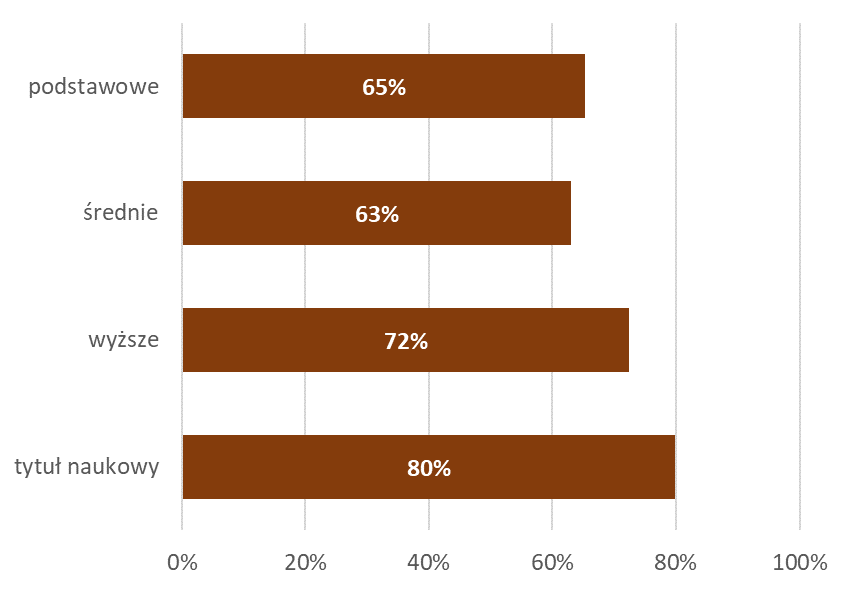 podstawowe
65%
średnie
63%
wyższe
72%
tytuł naukowy
80%
0% 20% 40% 60% 80% 100%